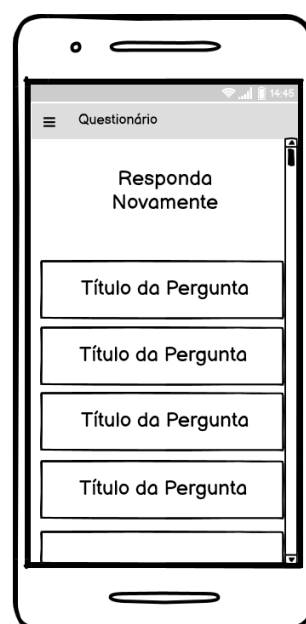 14:45
Questionário
Responda
Novamente
Título da Pergunta
Título da Pergunta
Título da Pergunta
Título da Pergunta